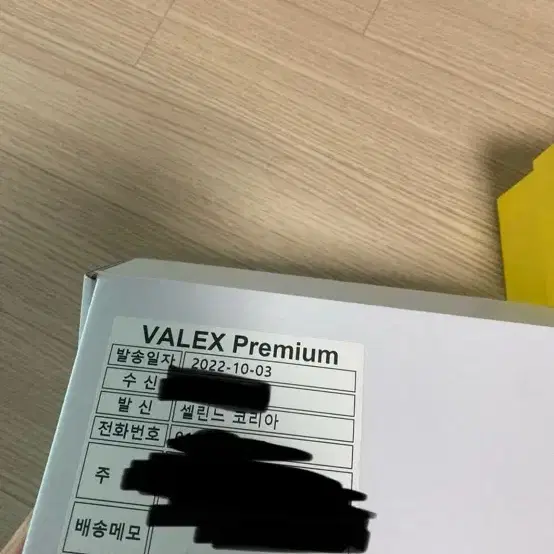 VALEX Premium
발송일자 2022-10-03
수 신
발 신 셀린느 코리아
전화번호
주
배송메모